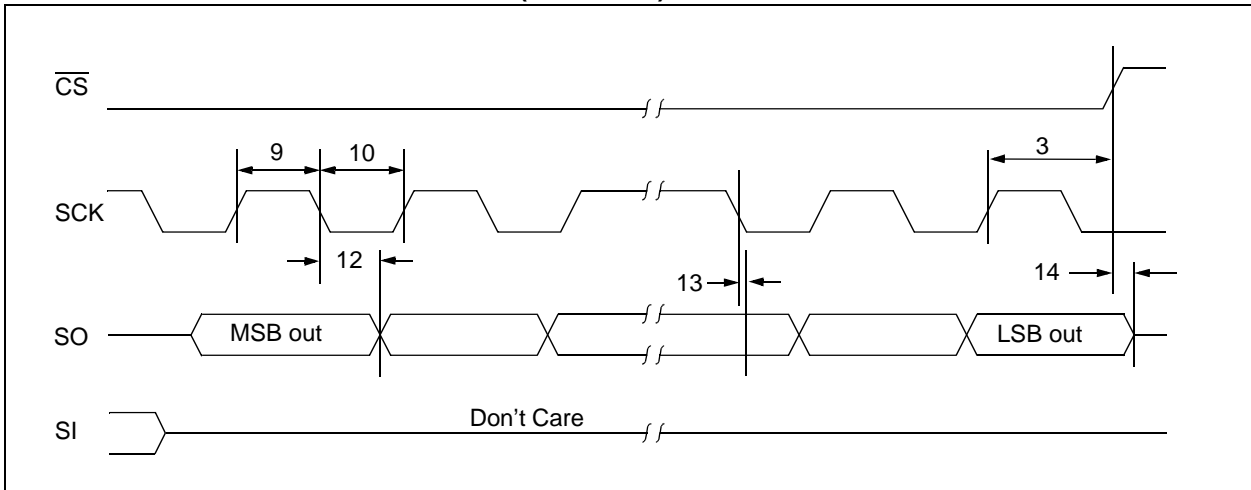 CS
9
10
3
SCK
12
13
14
SO
MSB out
LSB out
SI
Don't Care